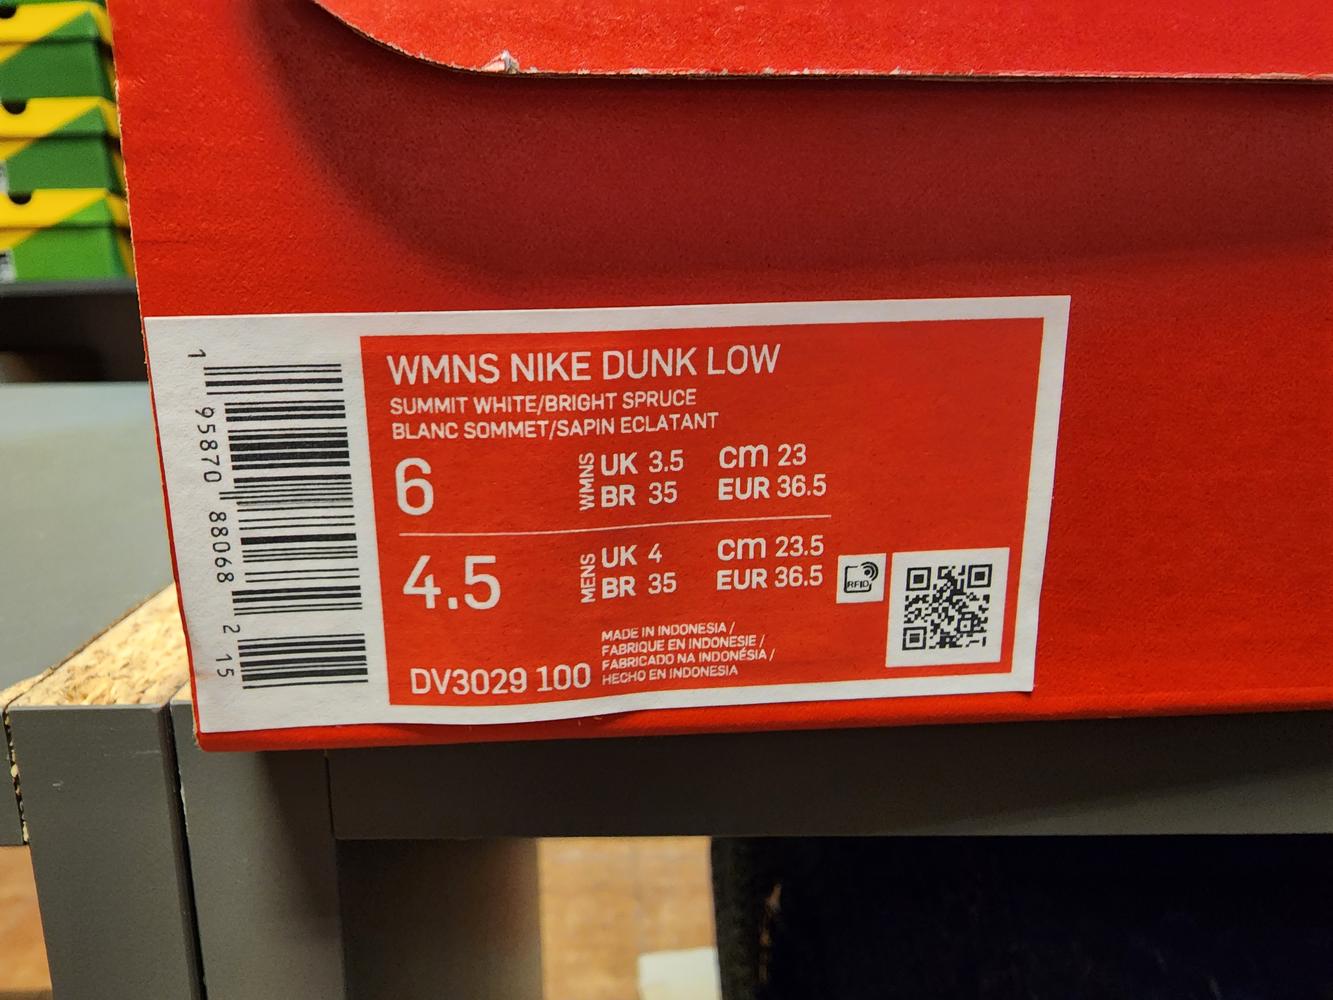 WMNS NIKE DUNK LOW
SUMMIT WHITE/BRIGHT SPRUCE
BLANC SOMMET/SAPIN ECLATANT
6
WMNS
UK 3.5 cm 23
BR 35 EUR 36.5
4.5
MENS
UK 4 cm 23.5
BR 35 EUR 36.5
RFID
MADE IN INDONESIA /
FABRIQUE EN INDONESIE /
FABRICADO NA INDONÉSIA /
HECHO EN INDONESIA
DV3029 100
1 95870 88068 2 15